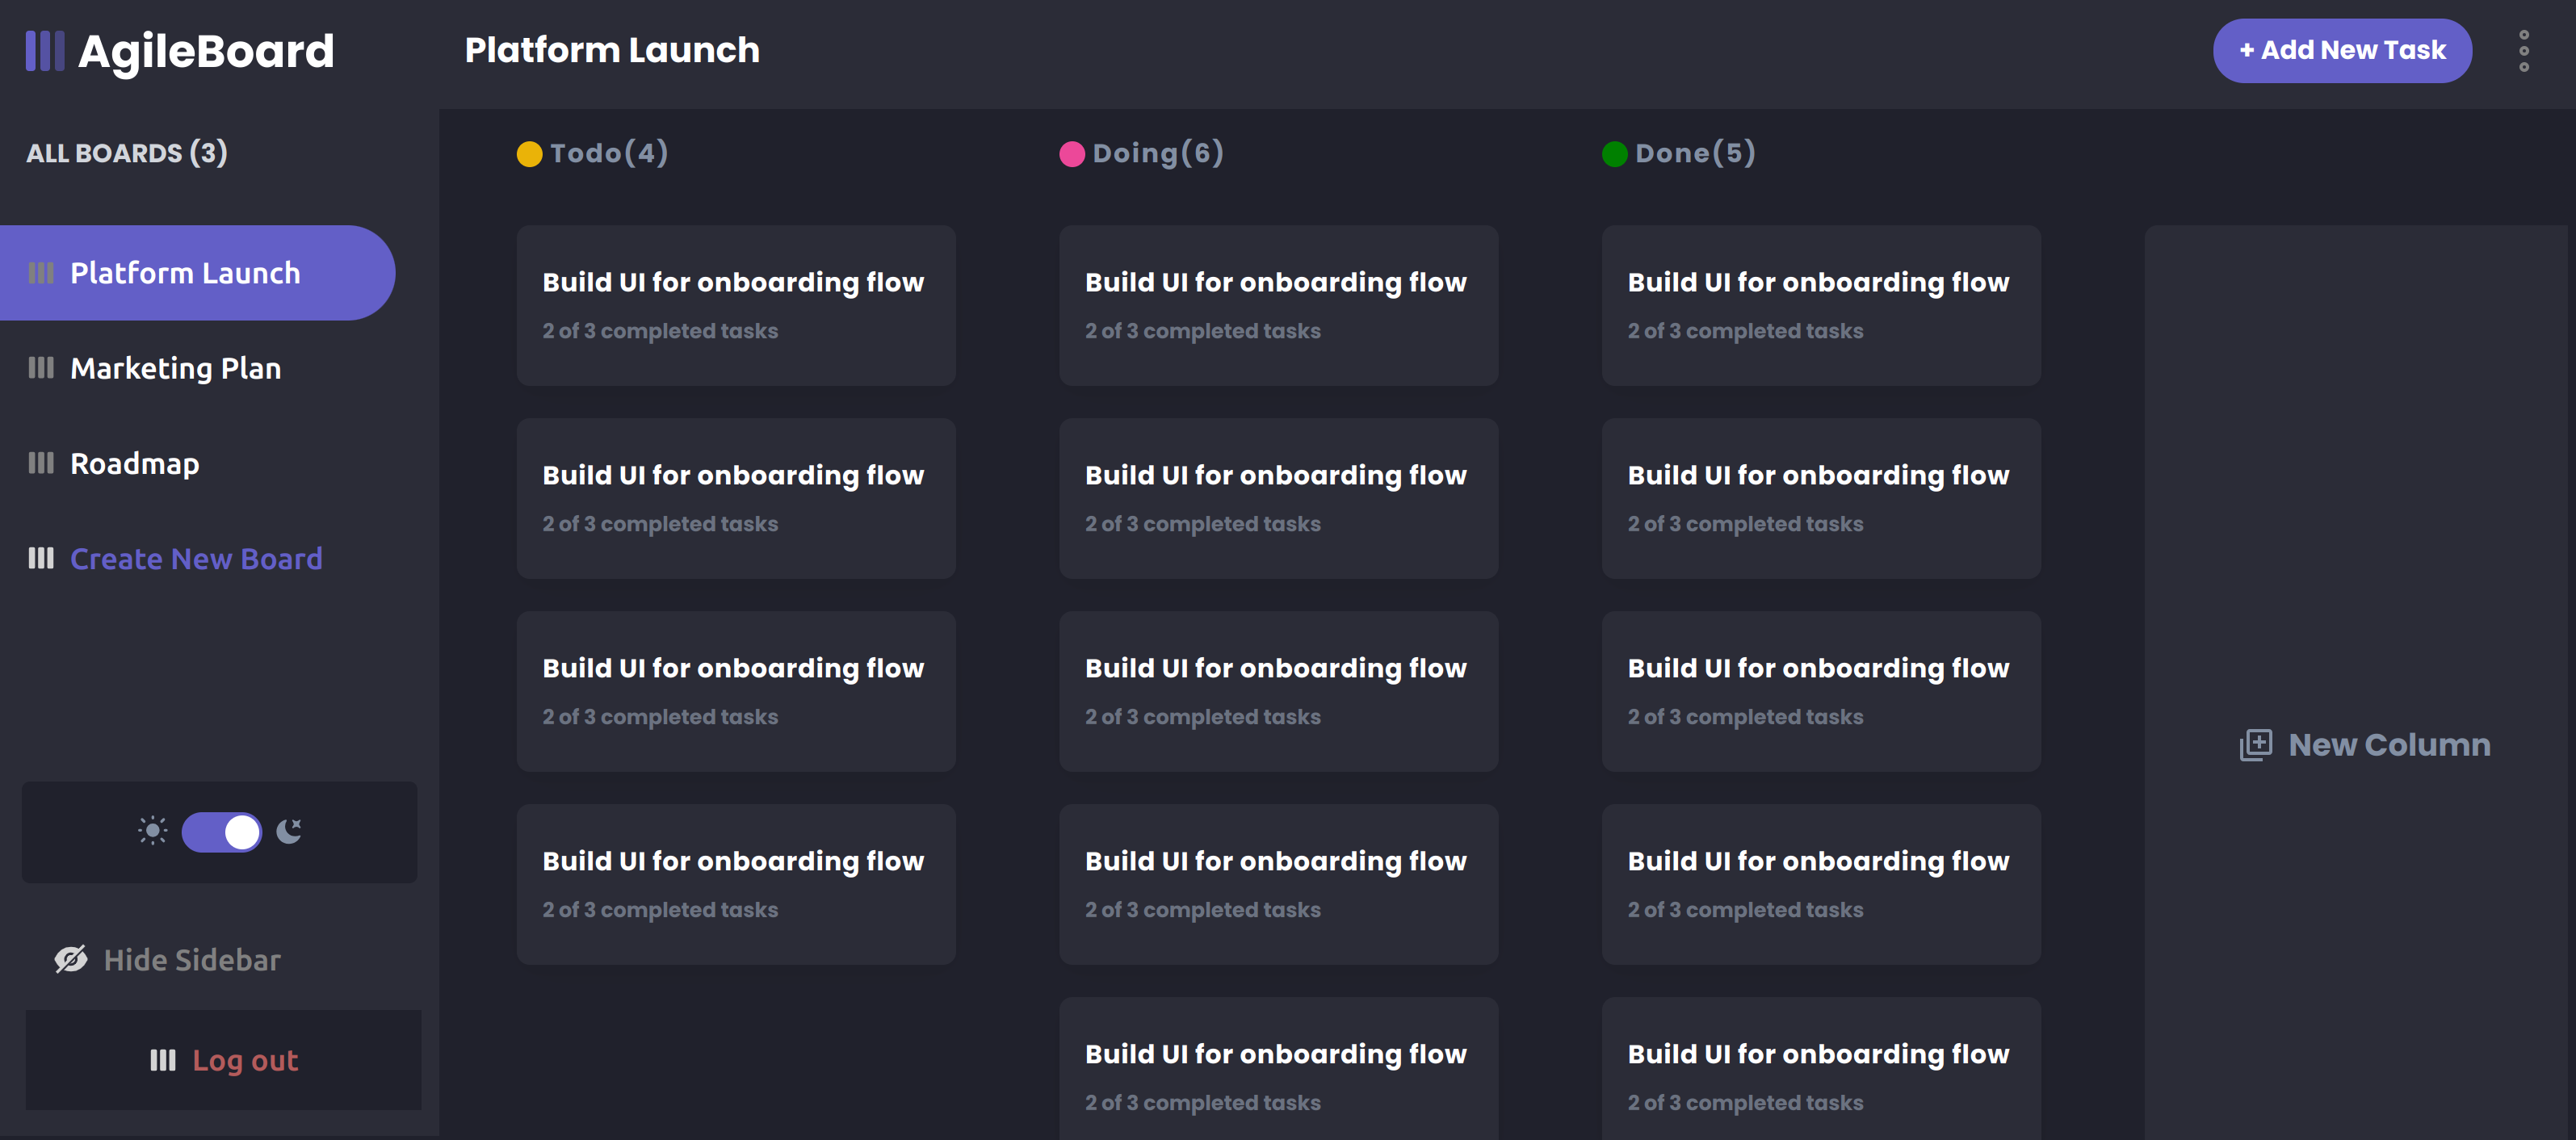 AgileBoard
Platform Launch
+ Add New Task
ALL BOARDS (3)
Platform Launch
Marketing Plan
Roadmap
Create New Board
Hide Sidebar
Log out
Todo(4)
Build UI for onboarding flow
2 of 3 completed tasks
Build UI for onboarding flow
2 of 3 completed tasks
Build UI for onboarding flow
2 of 3 completed tasks
Build UI for onboarding flow
2 of 3 completed tasks
Doing(6)
Build UI for onboarding flow
2 of 3 completed tasks
Build UI for onboarding flow
2 of 3 completed tasks
Build UI for onboarding flow
2 of 3 completed tasks
Build UI for onboarding flow
2 of 3 completed tasks
Build UI for onboarding flow
2 of 3 completed tasks
Done(5)
Build UI for onboarding flow
2 of 3 completed tasks
Build UI for onboarding flow
2 of 3 completed tasks
Build UI for onboarding flow
2 of 3 completed tasks
Build UI for onboarding flow
2 of 3 completed tasks
Build UI for onboarding flow
2 of 3 completed tasks
New Column